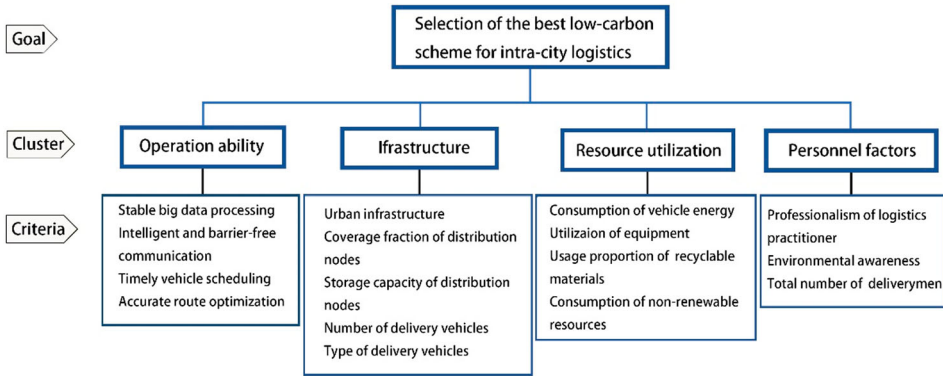 Goal
Selection of the best low-carbon
scheme for intra-city logistics
Cluster
Operation ability
Ifrastructure
Resource utilization
Personnel factors
Criteria
Stable big data processing
Intelligent and barrier-free
communication
Timely vehicle scheduling
Accurate route optimization
Urban infrastructure
Coverage fraction of distribution
nodes
Storage capacity of distribution
nodes
Number of delivery vehicles
Type of delivery vehicles
Consumption of vehicle energy
Utilizaion of equipment
Usage proportion of recyclable
materials
Consumption of non-renewable
resources
Professionalism of logistics
practitioner
Environmental awareness
Total number of deliverymen